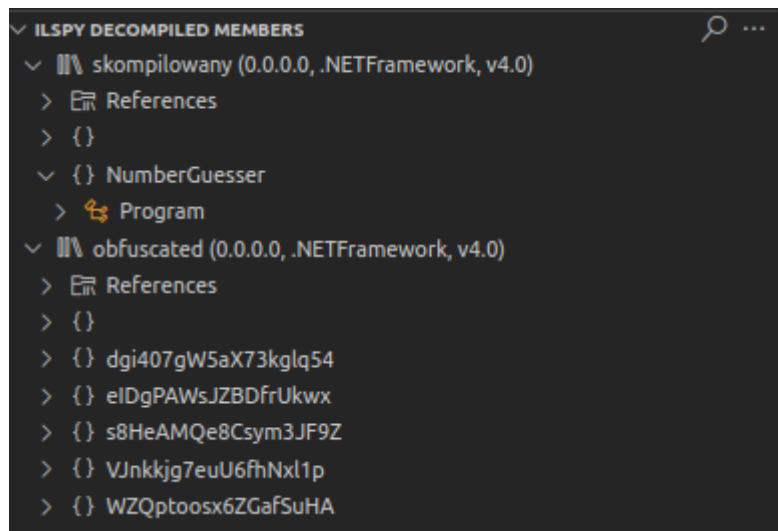 ILSPY DECOMPILED MEMBERS
skompilowany (0.0.0.0, .NETFramework, v4.0)
References
{}
{} NumberGuesser
Program
obfuscated (0.0.0.0, .NETFramework, v4.0)
References
{}
{} dgi407gW5aX73kglq54
{} eIDgPAWsJZBDfrUkwx
{} s8HeAMQe8Csym3JF9Z
{} VJnkkjg7euU6fhNxl1p
{} WZQptoosx6ZGafSuHA